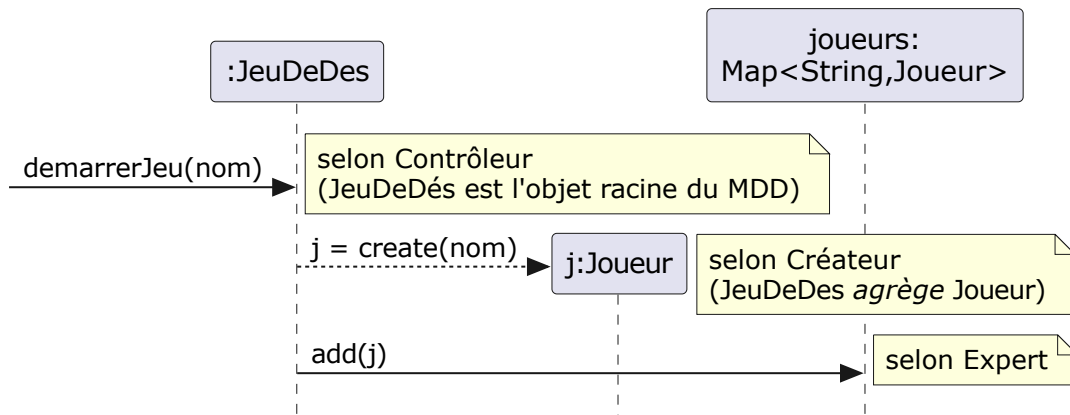 :JeuDeDes
joueurs:
Map<String,Joueur>
demarrerJeu(nom)
selon Contrôleur
(JeuDeDés est l'objet racine du MDD)
j = create(nom)
j:Joueur
selon Créateur
(JeuDeDes agrège Joueur)
add(j)
selon Expert